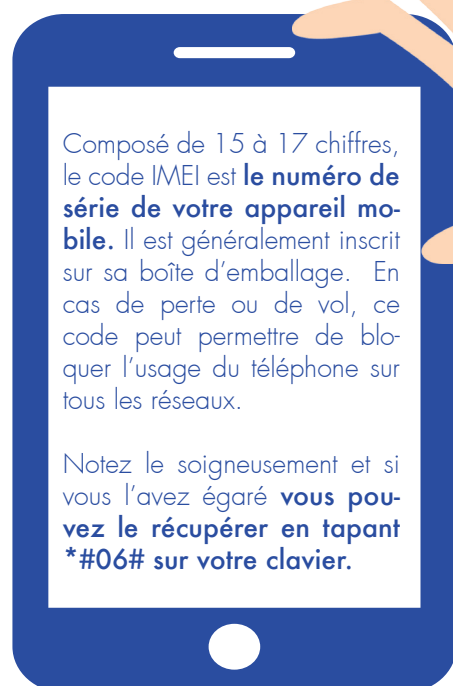 Composé de 15 à 17 chiffres,
le code IMEI est le numéro de
série de votre appareil mo-
bile. Il est généralement inscrit
sur sa boîte d’emballage. En
cas de perte ou de vol, ce
code peut permettre de blo-
quer l’usage du téléphone sur
tous les réseaux.
Notez le soigneusement et si
vous l’avez égaré vous pou-
vez le récupérer en tapant
*#06# sur votre clavier.